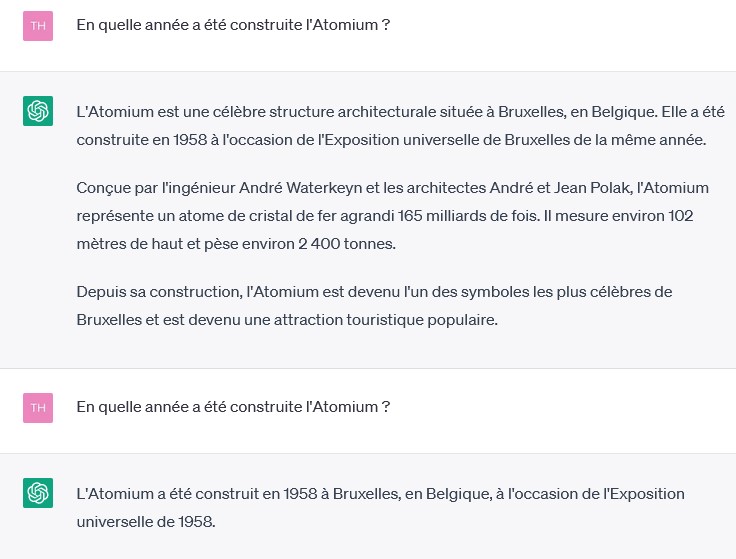 TH
En quelle année a été construite l'Atomium ?
L'Atomium est une célèbre structure architecturale située à Bruxelles, en Belgique. Elle a été
construite en 1958 à l'occasion de l'Exposition universelle de Bruxelles de la même année.
Conçue par l'ingénieur André Waterkeyn et les architectes André et Jean Polak, l'Atomium
représente un atome de cristal de fer agrandi 165 milliards de fois. Il mesure environ 102
mètres de haut et pèse environ 2 400 tonnes.
Depuis sa construction, l'Atomium est devenu l'un des symboles les plus célèbres de
Bruxelles et est devenu une attraction touristique populaire.
TH
En quelle année a été construite l'Atomium ?
L'Atomium a été construit en 1958 à Bruxelles, en Belgique, à l'occasion de l'Exposition
universelle de 1958.